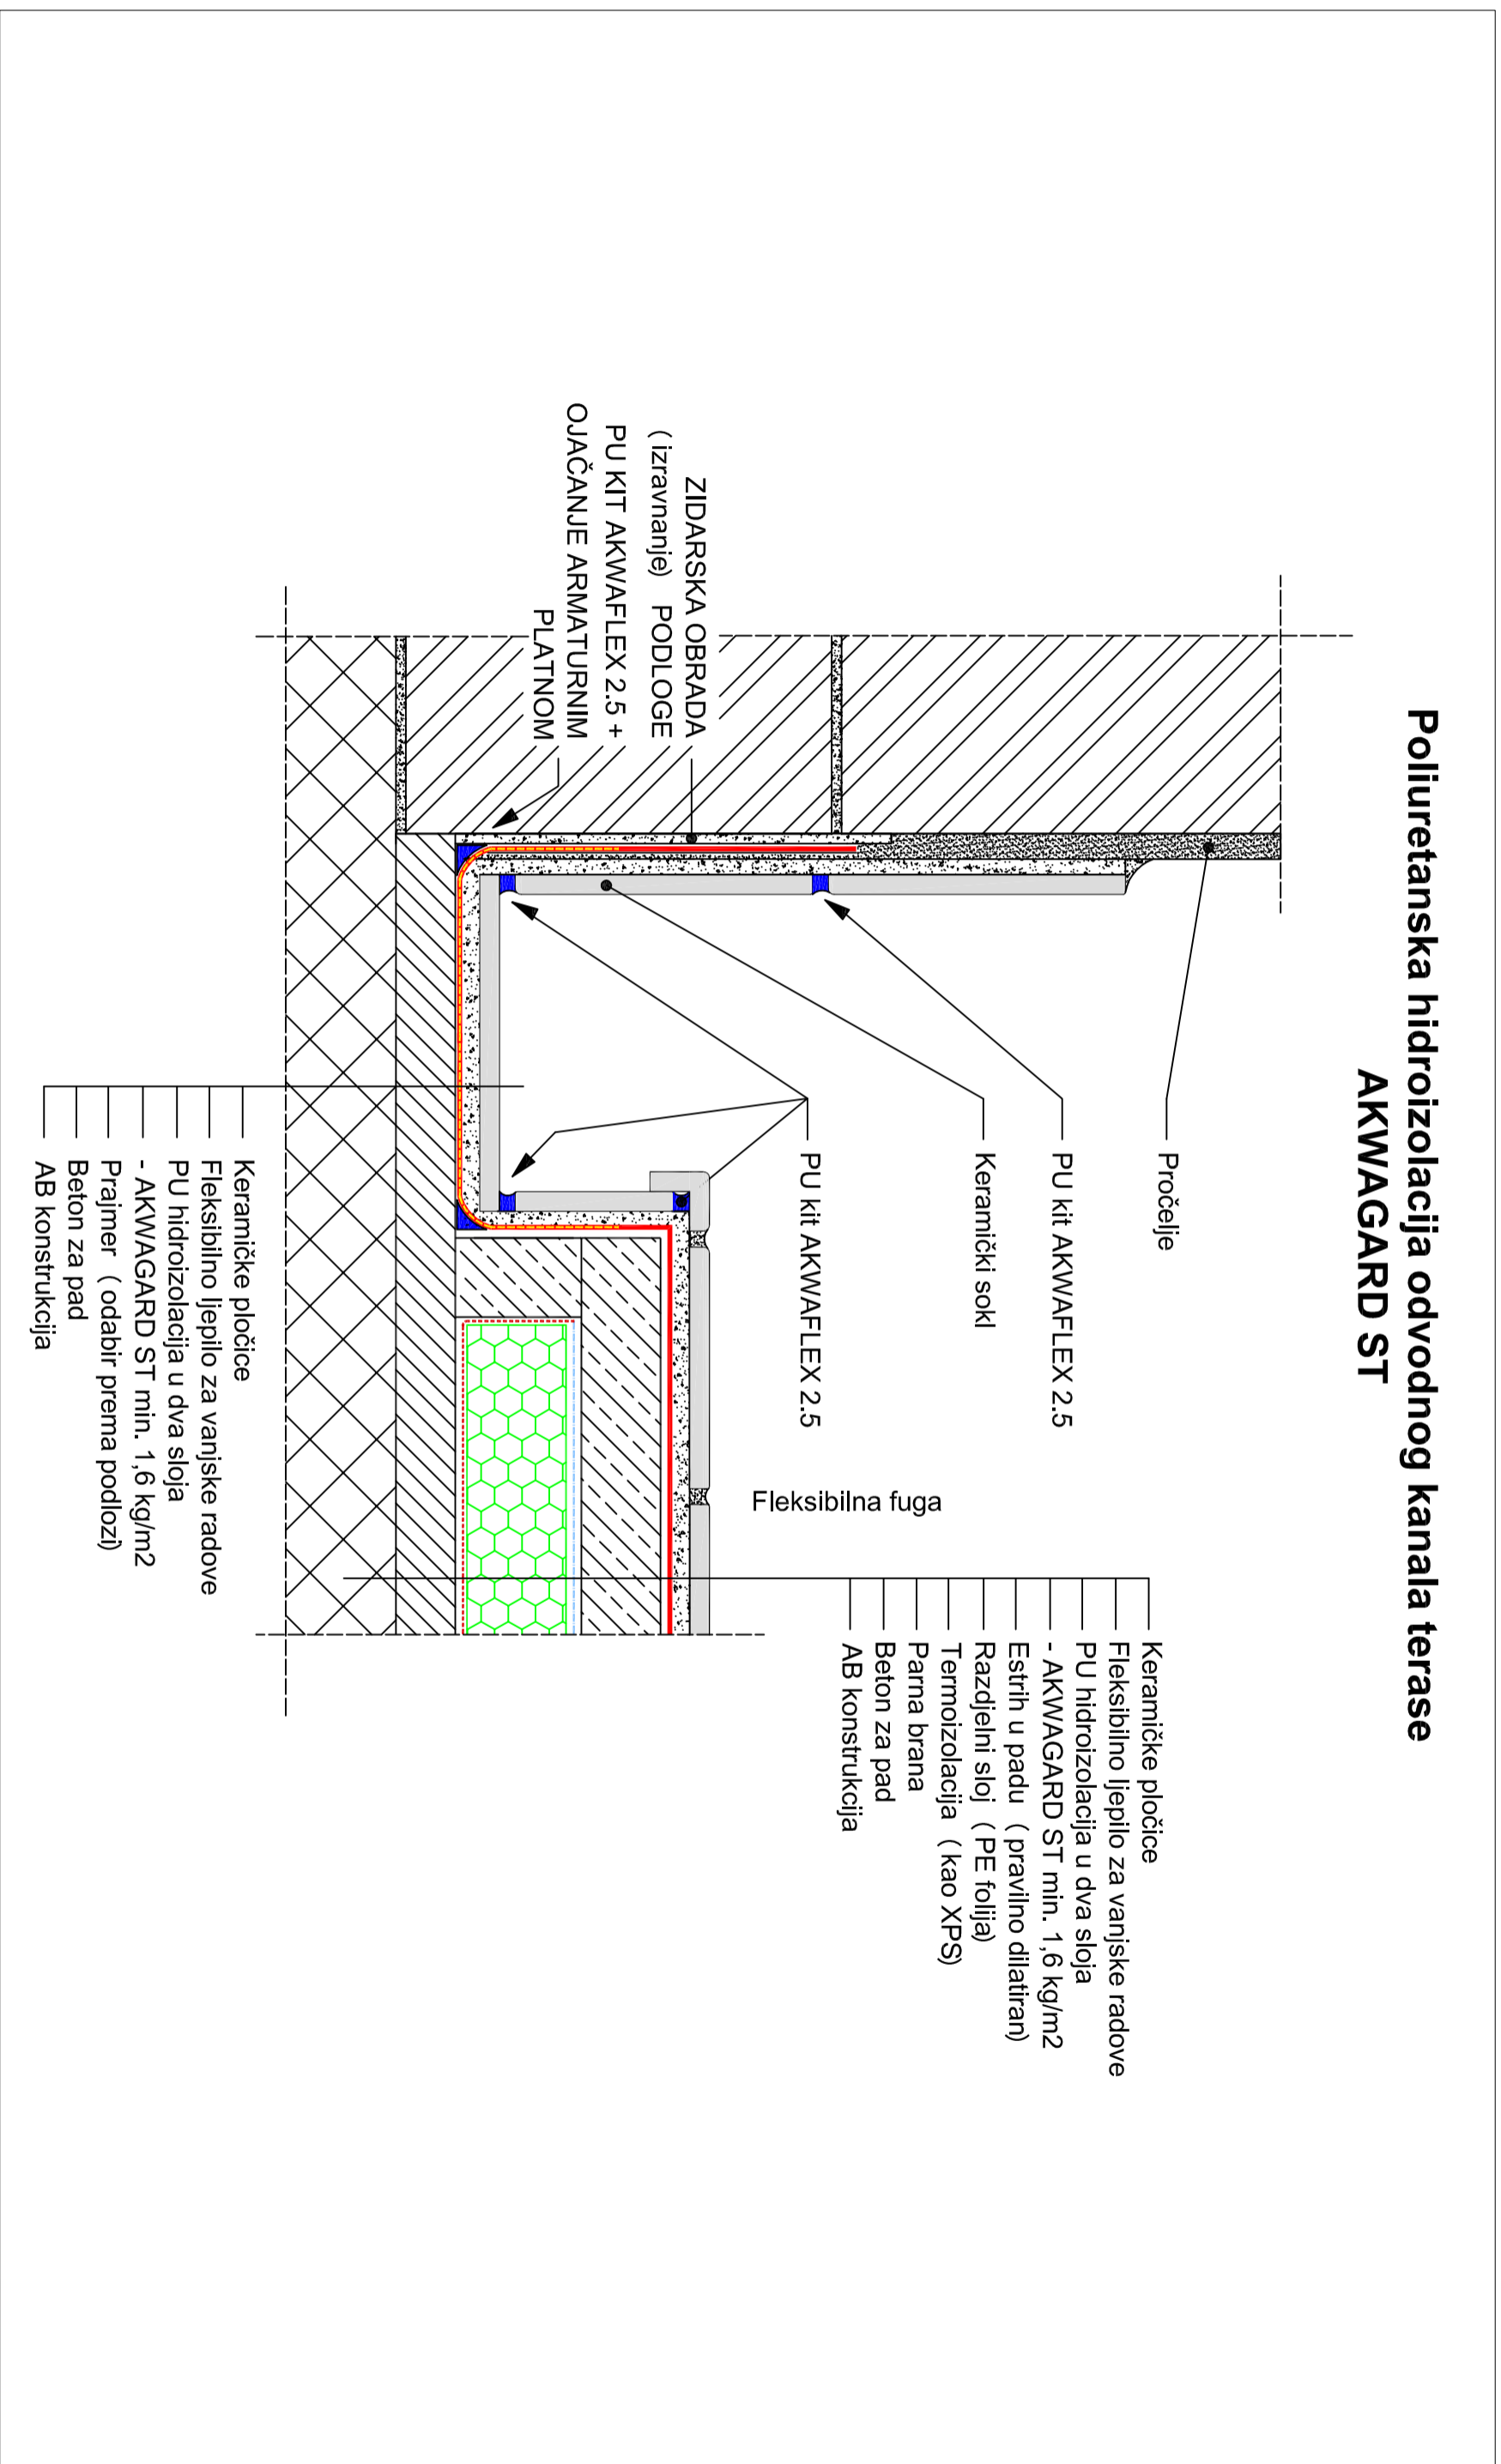 Poliuretanska hidroizolacija odvodnog kanala terase
AKWAGARD ST
Pročelje
PU kit AKWAFLEX 2.5
Keramički sokl
PU kit AKWAFLEX 2.5
Fleksibilna fuga
ZIDARSKA OBRADA
( izravnanje) PODLOGE
PU KIT AKWAFLEX 2.5 +
OJAČANJE ARMATURNIM
PLATNOM
Keramičke pločice
Fleksibilno ljepilo za vanjske radove
PU hidroizolacija u dva sloja
- AKWAGARD ST min. 1,6 kg/m2
Estrih u padu ( pravilno dilatiran)
Razdjelni sloj ( PE folija)
Termoizolacija ( kao XPS)
Parna brana
Beton za pad
AB konstrukcija
Keramičke pločice
Fleksibilno ljepilo za vanjske radove
PU hidroizolacija u dva sloja
- AKWAGARD ST min. 1,6 kg/m2
Prajmer ( odabir prema podlozi)
Beton za pad
AB konstrukcija